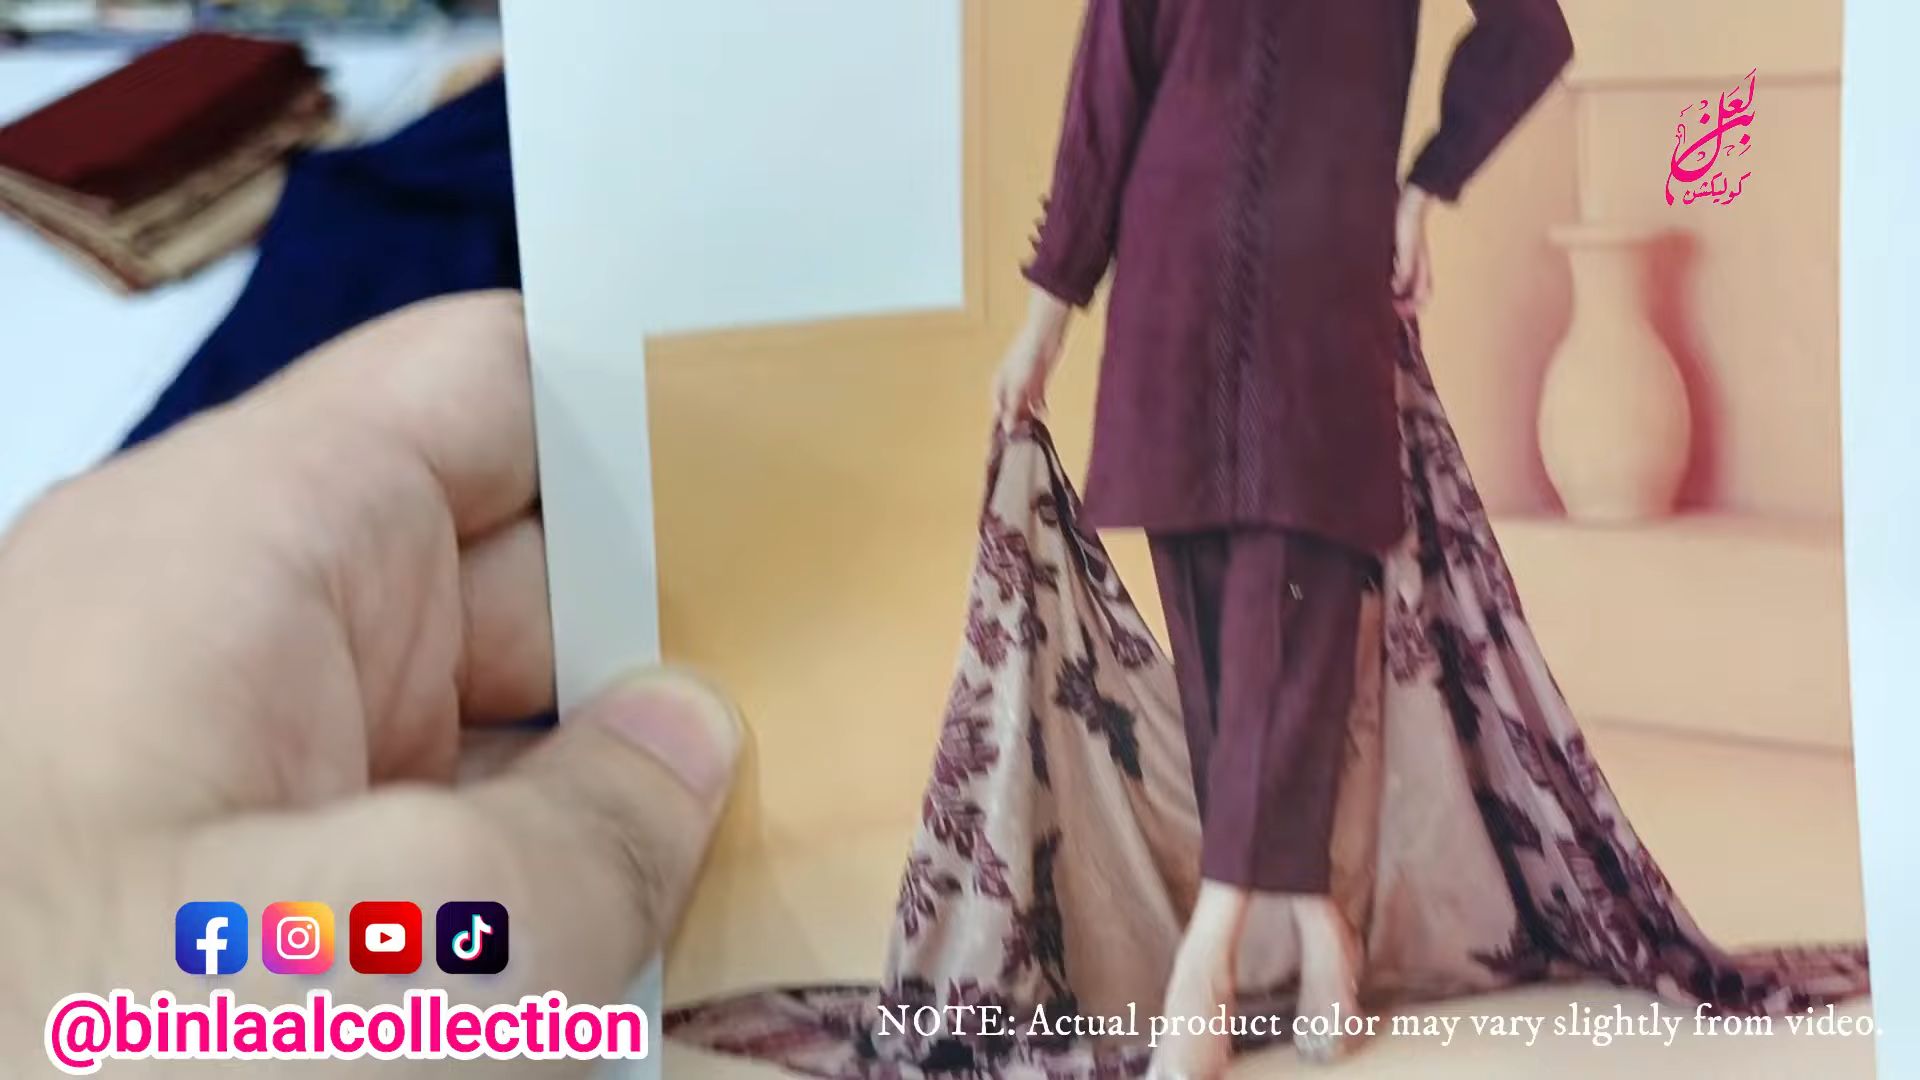 بن لعل
کولیکشن
@binlaalcollection
NOTE: Actual product color may vary slightly from video.